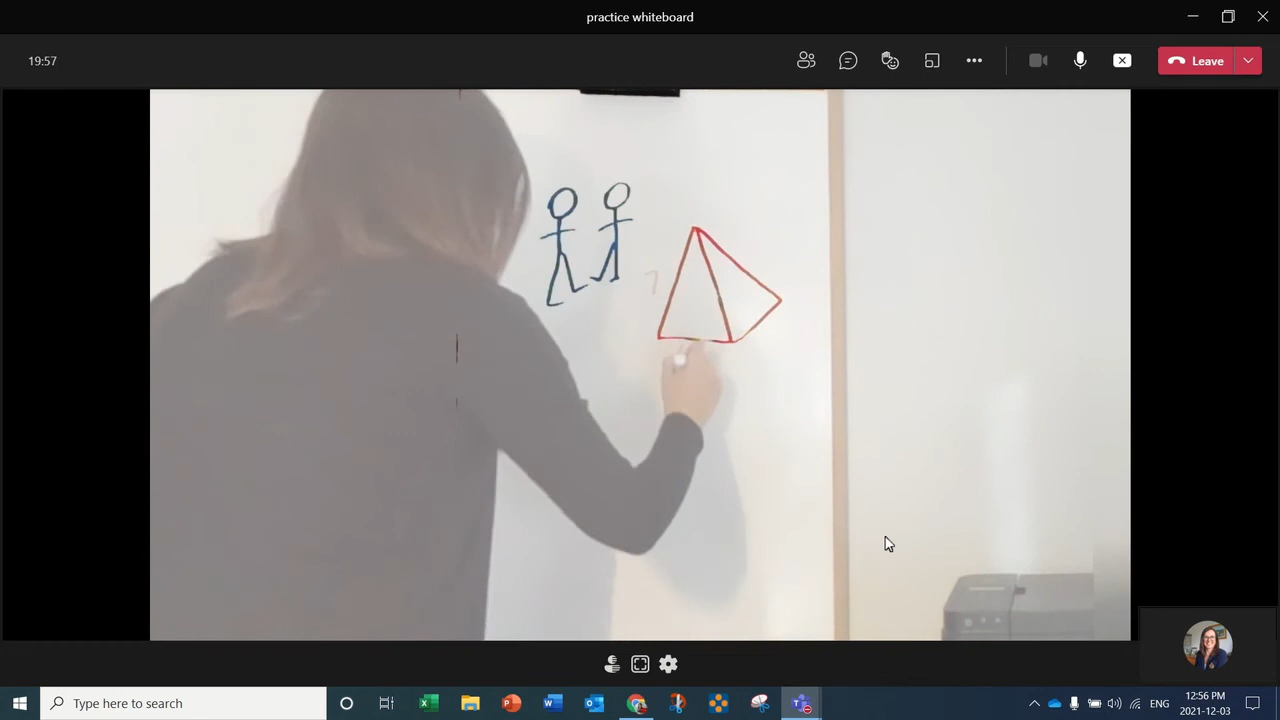 practice whiteboard
19:57
Leave
Type here to search
ENG
12:56 PM
2021-12-03